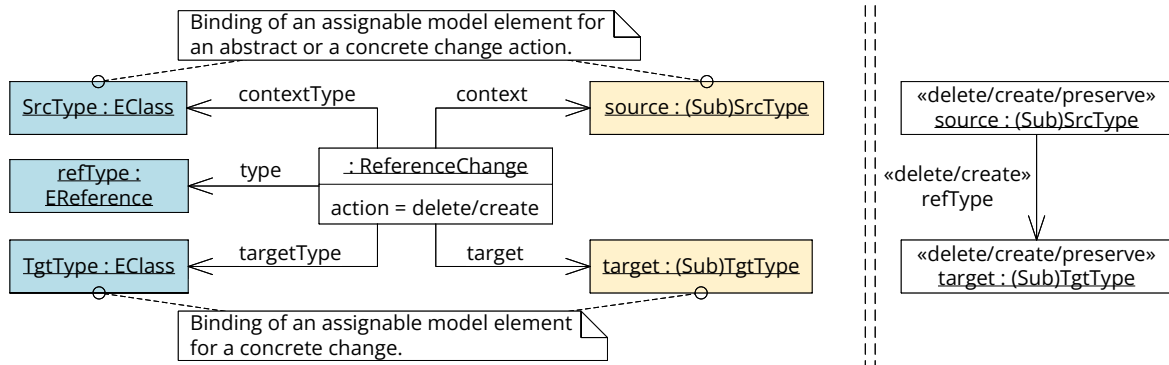 Binding of an assignable model element for
an abstract or a concrete change action.
SrcType : EClass
contextType
context
source : (Sub)SrcType
refType :
EReference
type
: ReferenceChange
action = delete/create
TgtType : EClass
targetType
target
target : (Sub)TgtType
Binding of an assignable model element
for a concrete change.
«delete/create/preserve»
source : (Sub)SrcType
«delete/create»
refType
«delete/create/preserve»
target : (Sub)TgtType